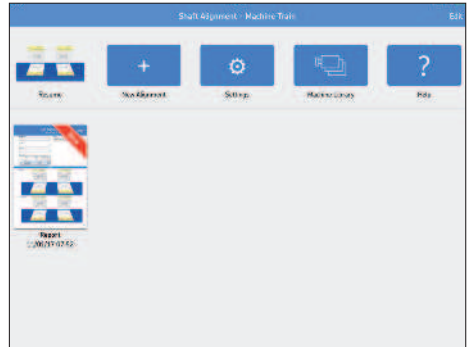 Shaft Alignment - Machine Train
Edit
Resume
New Alignment
Settings
Machine Library
Help
Report